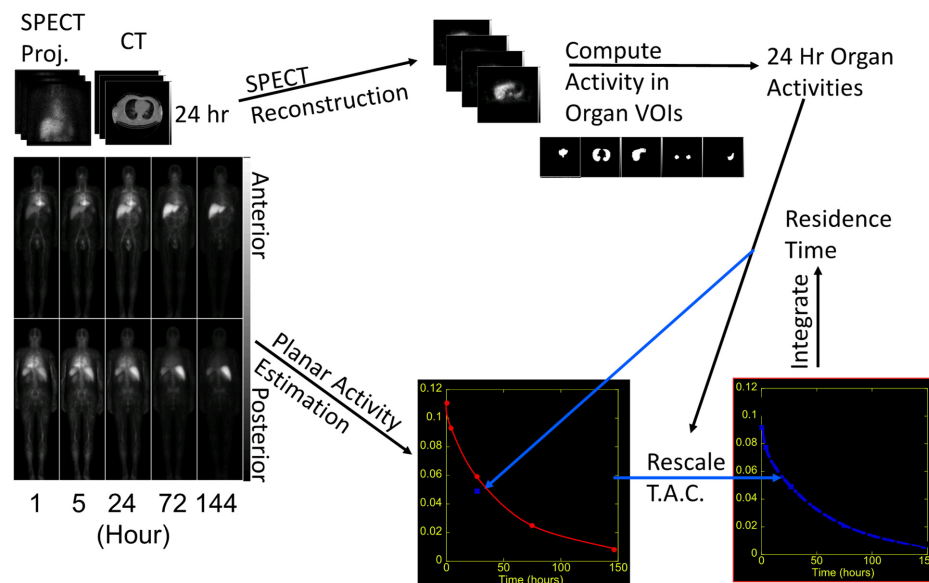 SPECT
Proj.
CT
24 hr
SPECT
Reconstruction
Compute
Activity in
Organ VOIs
24 Hr Organ
Activities
Anterior
Posterior
1 5 24 72 144
(Hour)
Planar Activity
Estimation
0.12
0.1
0.08
0.06
0.04
0.02
0
0 50 100 150
Time (hours)
Rescale
T.A.C.
Residence
Time
Integrate
0.12
0.1
0.08
0.06
0.04
0.02
0
0 50 100 150
Time (hours)